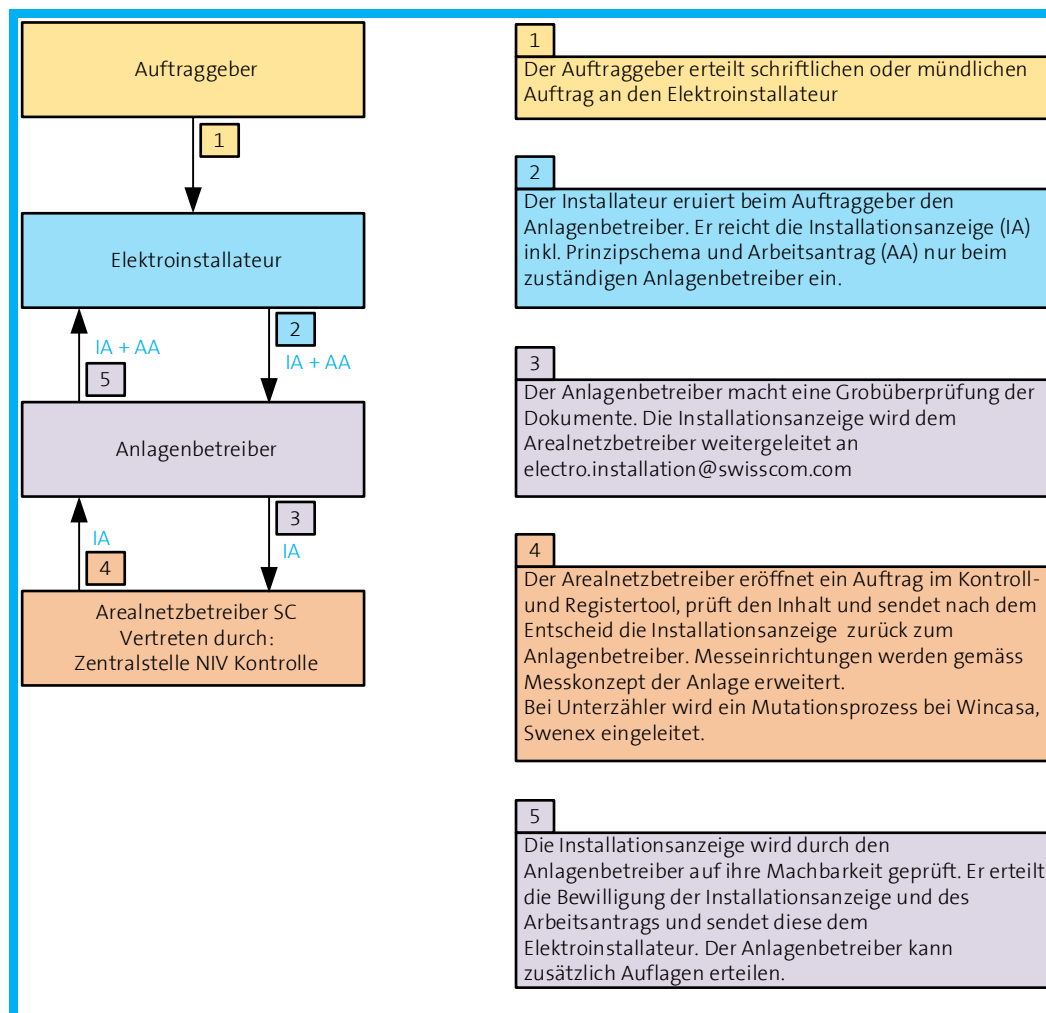 Auftraggeber
1
Elektroinstallateur
IA + AA
5
2
IA + AA
Anlagenbetreiber
IA
4
3
IA
Arealnetzbetreiber SC
Vertreten durch:
Zentralstelle NIV Kontrolle
1
Der Auftraggeber erteilt schriftlichen oder mündlichen
Auftrag an den Elektroinstallateur
2
Der Installateur eruiert beim Auftraggeber den
Anlagenbetreiber. Er reicht die Installationsanzeige (IA)
inkl. Prinzipschema und Arbeitsantrag (AA) nur beim
zuständigen Anlagenbetreiber ein.
3
Der Anlagenbetreiber macht eine Grobüberprüfung der
Dokumente. Die Installationsanzeige wird dem
Arealnetzbetreiber weitergeleitet an
electro.installation@swisscom.com
4
Der Arealnetzbetreiber eröffnet ein Auftrag im Kontroll-
und Registertool, prüft den Inhalt und sendet nach dem
Entscheid die Installationsanzeige zurück zum
Anlagenbetreiber. Messeinrichtungen werden gemäss
Messkonzept der Anlage erweitert.
Bei Unterzähler wird ein Mutationsprozess bei Wincasa,
Swenex eingeleitet.
5
Die Installationsanzeige wird durch den
Anlagenbetreiber auf ihre Machbarkeit geprüft. Er erteilt
die Bewilligung der Installationsanzeige und des
Arbeitsantrags und sendet diese dem
Elektroinstallateur. Der Anlagenbetreiber kann
zusätzlich Auflagen erteilen.